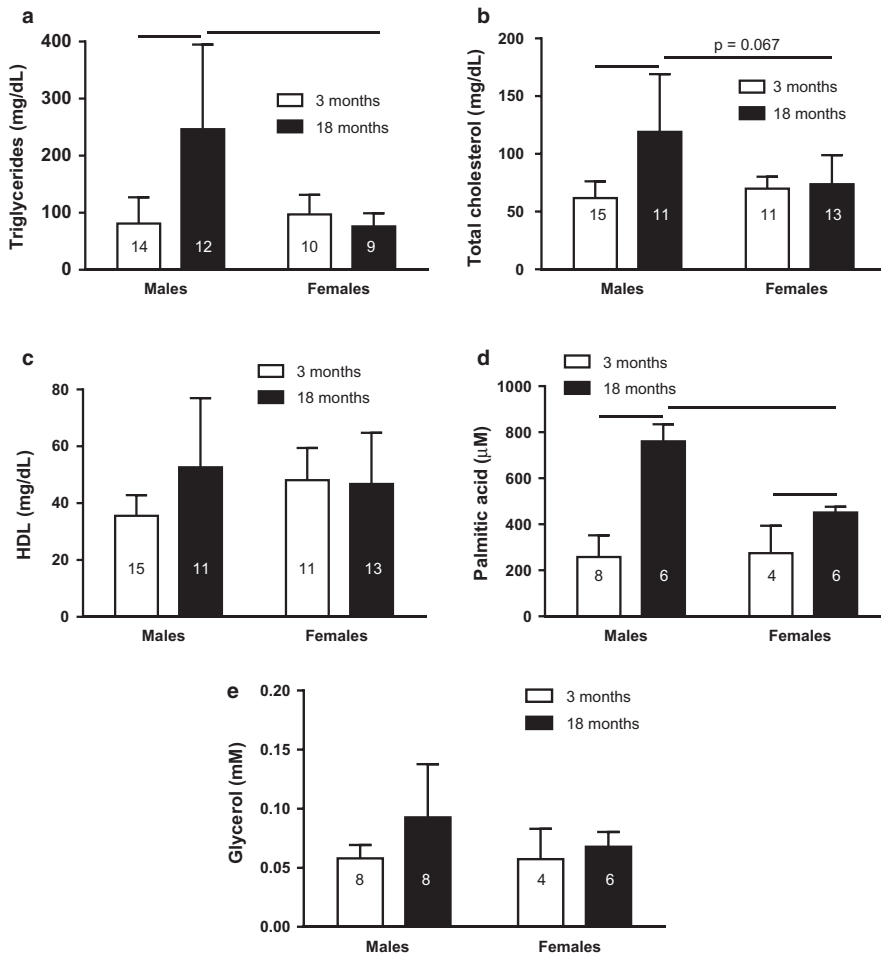 a
Triglycerides (mg/dL)
400
300
200
100
0
3 months
18 months
14
12
10
9
Males
Females
b
Total cholesterol (mg/dL)
200
150
100
50
0
p = 0.067
3 months
18 months
15
11
11
13
Males
Females
c
HDL (mg/dL)
80
60
40
20
0
3 months
18 months
15
11
11
13
Males
Females
d
Palmitic acid (μM)
1000
800
600
400
200
0
3 months
18 months
8
6
4
6
Males
Females
e
Glycerol (mM)
0.20
0.15
0.10
0.05
0.00
3 months
18 months
8
8
4
6
Males
Females